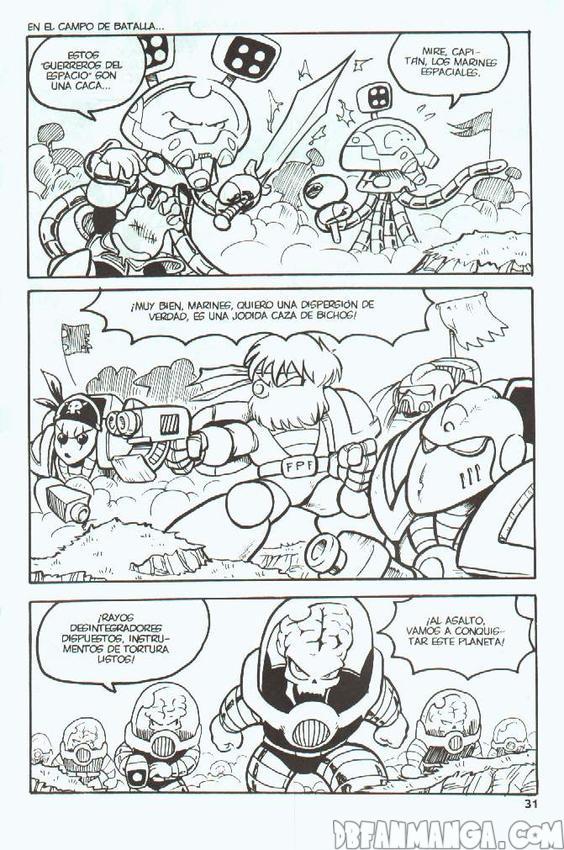 EN EL CAMPO DE BATALLA...
ESTOS
"GUERREROS DEL
ESPACIO" SON
UNA CACA...
MIRE, CAPI-
TÁN, LOS MARINES
ESPACIALES.
¡MUY BIEN, MARINES, QUIERO UNA DISPERSIÓN DE
VERDAD, ES UNA JODIDA CAZA DE BICHOS!
FPF
¡RAYOS
DESINTEGRADORES
DISPUESTOS, INSTRU-
MENTOS DE TORTURA
LISTOS!
¡AL ASALTO,
VAMOS A CONQUIS-
TAR ESTE PLANETA!
31
DBFANMANGA.COM